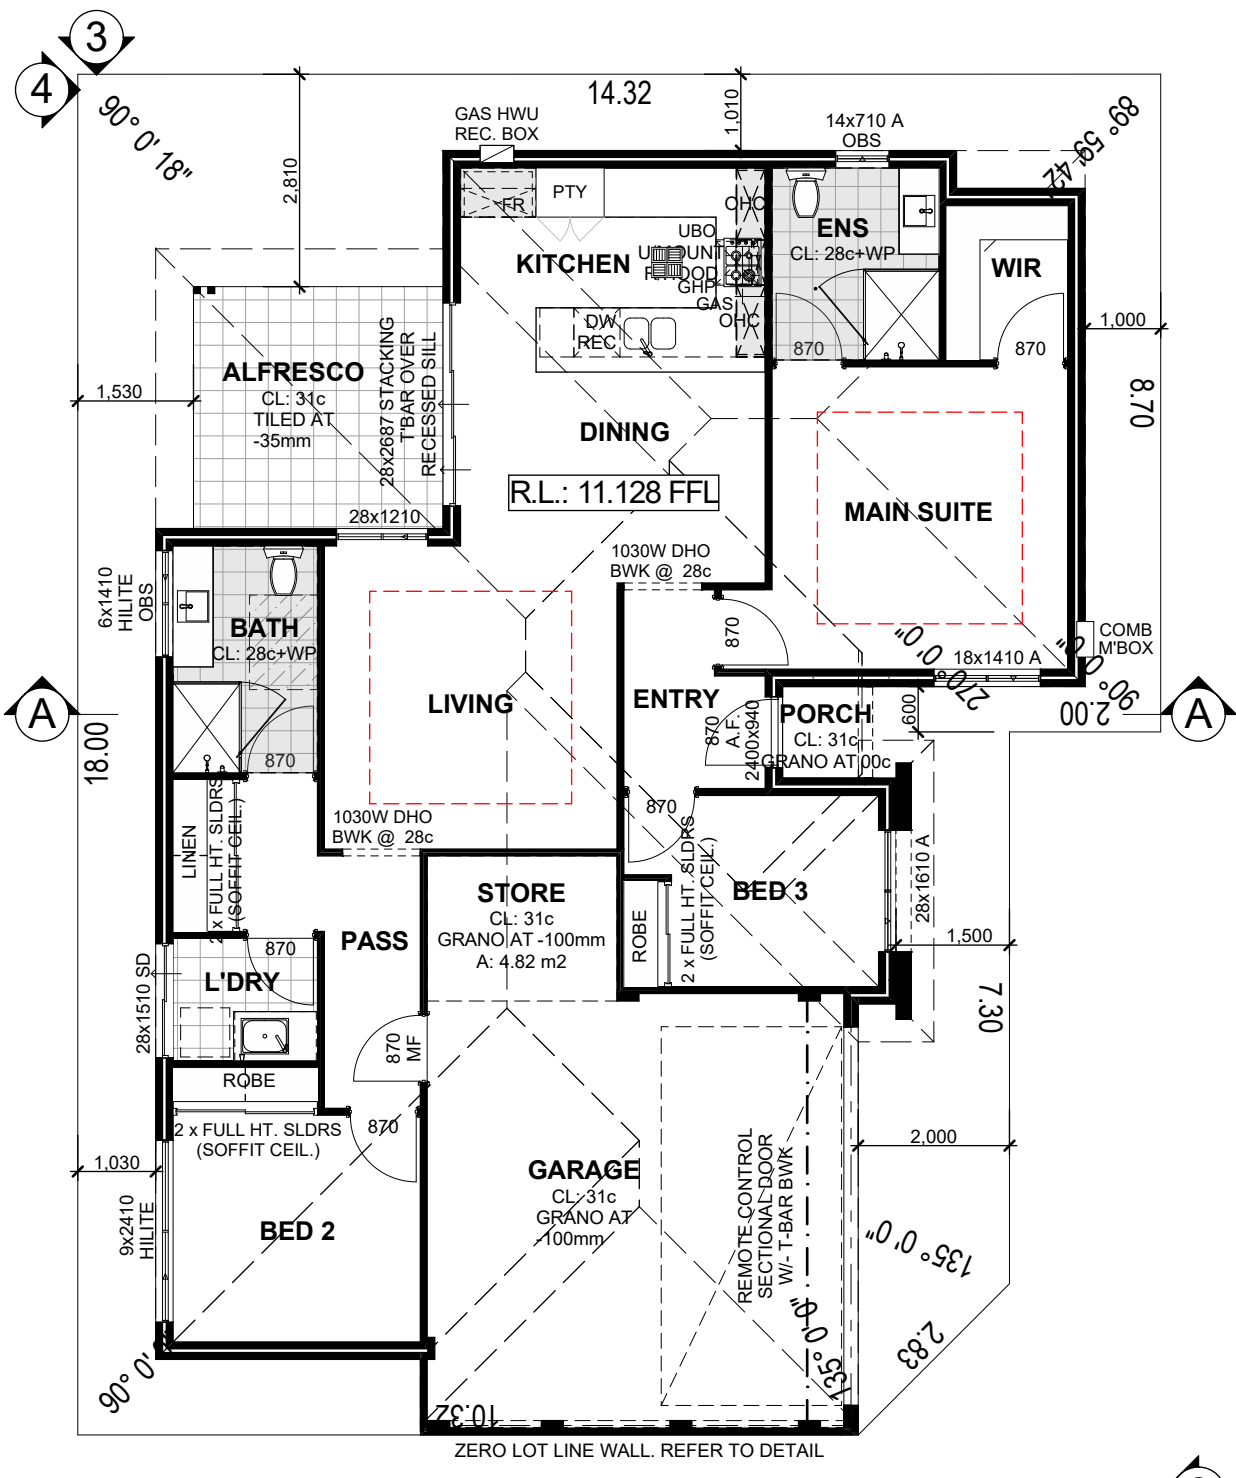 3
4
90° 0' 18"
14.32
89° 59' 42"
2,810
1,010
GAS HWU
REC. BOX
14x710 A
OBS
FR
PTY
OHC
UBO
KITCHEN
GHP
GAS
OHC
DW
REC
ENS
CL: 28c+WP
870
WIR
870
1,000
8.70
1,530
ALFRESCO
CL: 31c
TILED AT
-35mm
28x2687 STACKING
T'BAR OVER
RECESSED SILL
28x1210
DINING
R.L.: 11.128 FFL
MAIN SUITE
1030W DHO
BWK @ 28c
870
18x1410 A
270° 0' 0"
90° 0' 0"
COMB
M'BOX
2.00
6x1410
HILITE
OBS
BATH
CL: 28c+WP
870
LIVING
ENTRY
870
A.F.
2400x940
PORCH
CL: 31c
GRANO AT 00c
600
A
A
18.00
LINEN
2 x FULL HT. SLDRS
(SOFFIT CEIL.)
1030W DHO
BWK @ 28c
870
STORE
CL: 31c
GRANO AT -100mm
A: 4.82 m2
ROBE
2 x FULL HT. SLDRS
(SOFFIT CEIL.)
BED 3
28x1610 A
1,500
7.30
PASS
870
L'DRY
28x1510 SD
870
MF
ROBE
2 x FULL HT. SLDRS
(SOFFIT CEIL.)
870
1,030
9x2410
HILITE
BED 2
GARAGE
CL: 31c
GRANO AT
-100mm
REMOTE CONTROL
SECTIONAL DOOR
W/- T-BAR BWK
2,000
135° 0' 0"
135° 0' 0"
2.83
90° 0'
10.32
ZERO LOT LINE WALL. REFER TO DETAIL